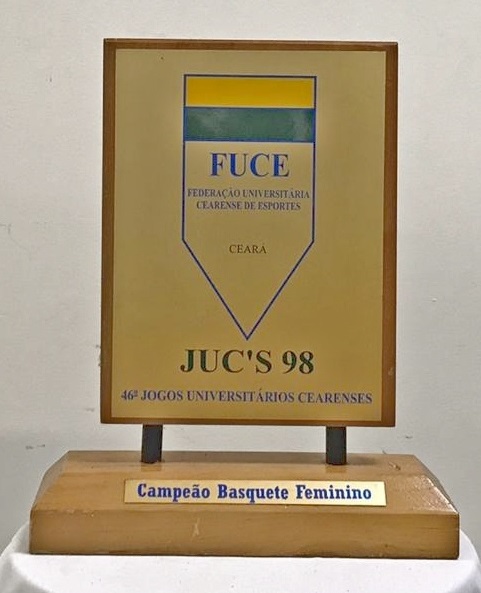 FUCE
FEDERAÇÃO UNIVERSITÁRIA
CEARENSE DE ESPORTES
CEARÁ
JUC'S 98
46ª JOGOS UNIVERSITÁRIOS CEARENSES
Campeão Basquete Feminino